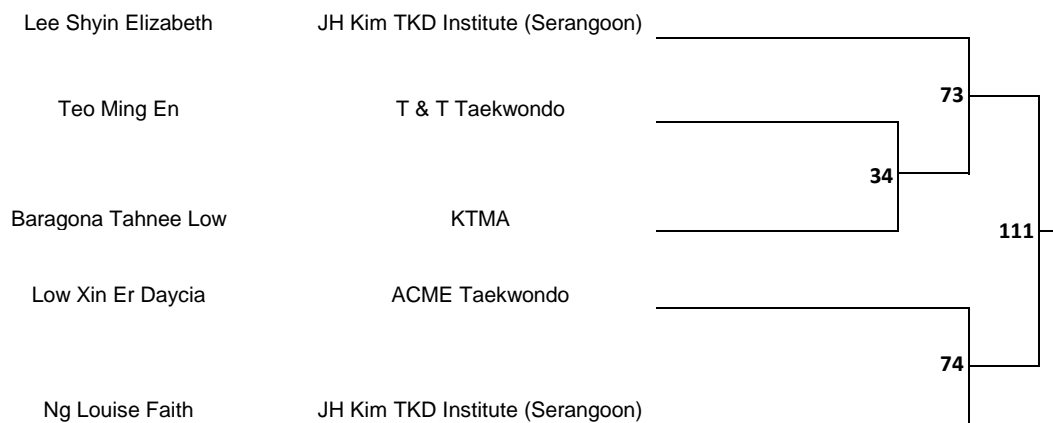 Lee Shyin Elizabeth JH Kim TKD Institute (Serangoon)
73
Teo Ming En T & T Taekwondo
34
Baragona Tahnee Low KTMA
111
Low Xin Er Daycia ACME Taekwondo
74
Ng Louise Faith JH Kim TKD Institute (Serangoon)